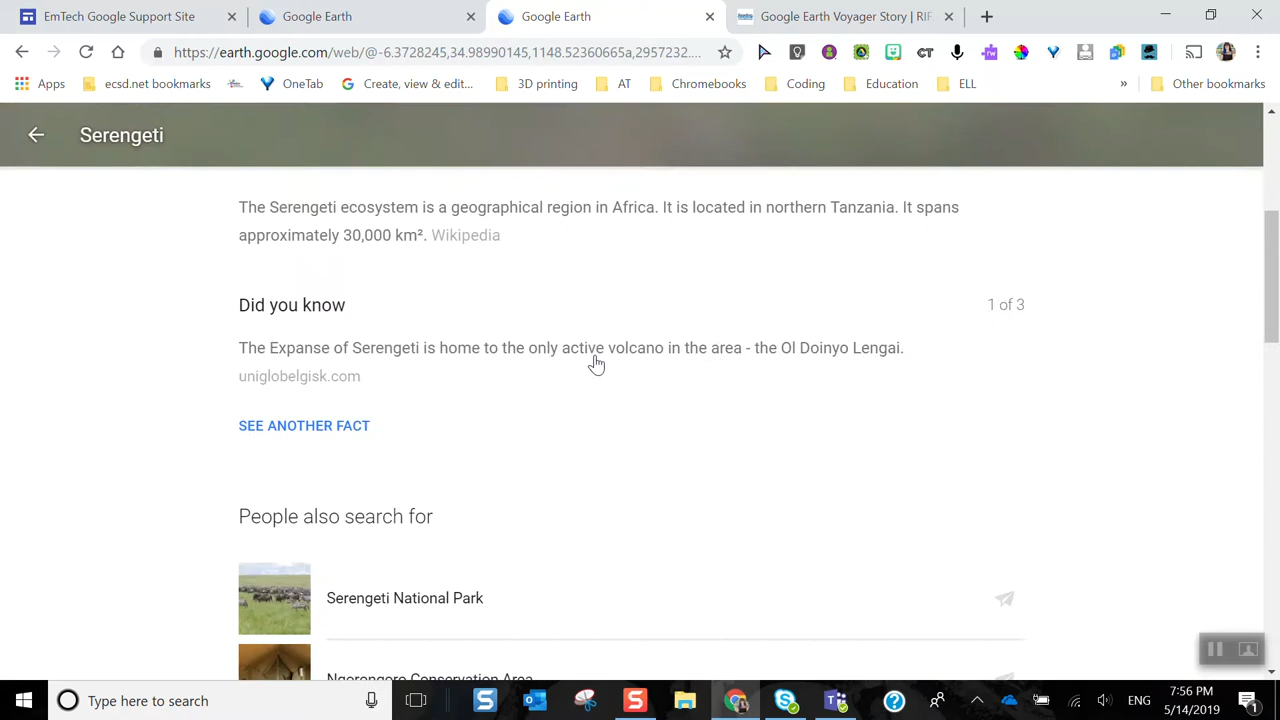 EmTech Google Support Site
Google Earth
Google Earth
Google Earth Voyager Story | RIF
https://earth.google.com/web/@-6.3728245,34.98990145,1148.52360665a,2957232....
Apps
ecsd.net bookmarks
OneTab
Create, view & edit...
3D printing
AT
Chromebooks
Coding
Education
ELL
»
Other bookmarks
Serengeti
The Serengeti ecosystem is a geographical region in Africa. It is located in northern Tanzania. It spans
approximately 30,000 km². Wikipedia
Did you know
1 of 3
The Expanse of Serengeti is home to the only active volcano in the area - the Ol Doinyo Lengai.
uniglobelgisk.com
SEE ANOTHER FACT
People also search for
Serengeti National Park
Ngorongoro Conservation Area
Type here to search
ENG
7:56 PM
5/14/2019